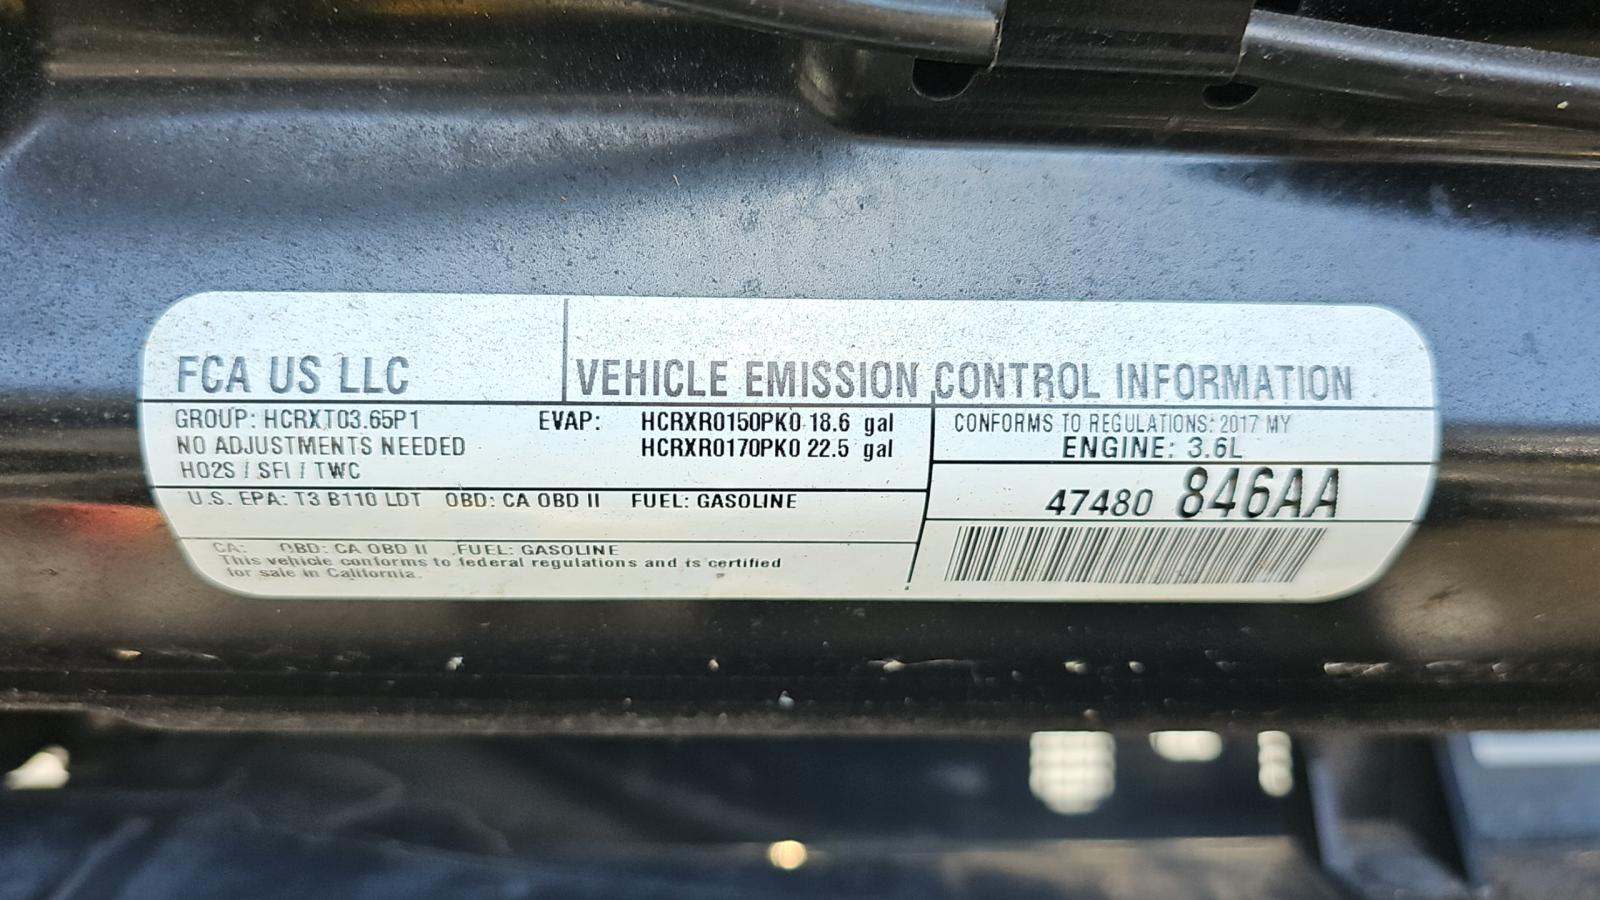 FCA US LLC
VEHICLE EMISSION CONTROL INFORMATION
GROUP: HCRXT03.65P1
NO ADJUSTMENTS NEEDED
HO2S / SFI / TWC
EVAP: HCRXR0150PK0 18.6 gal
HCRXR0170PK0 22.5 gal
CONFORMS TO REGULATIONS: 2017 MY
ENGINE: 3.6L
U.S. EPA: T3 B110 LDT OBD: CA OBD II FUEL: GASOLINE
47480 846AA
CA: OBD: CA OBD II FUEL: GASOLINE
This vehicle conforms to federal regulations and is certified
for sale in California.